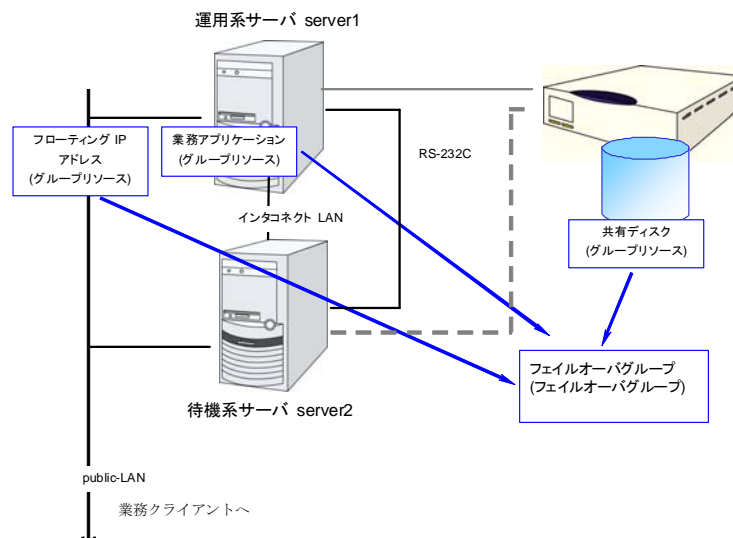 運用系サーバ server1
フローティング IP
アドレス
(グループリソース)
業務アプリケーション
(グループリソース)
RS-232C
インタコネクト LAN
共有ディスク
(グループリソース)
フェイルオーバグループ
(フェイルオーバグループ)
待機系サーバ server2
public-LAN
業務クライアントへ